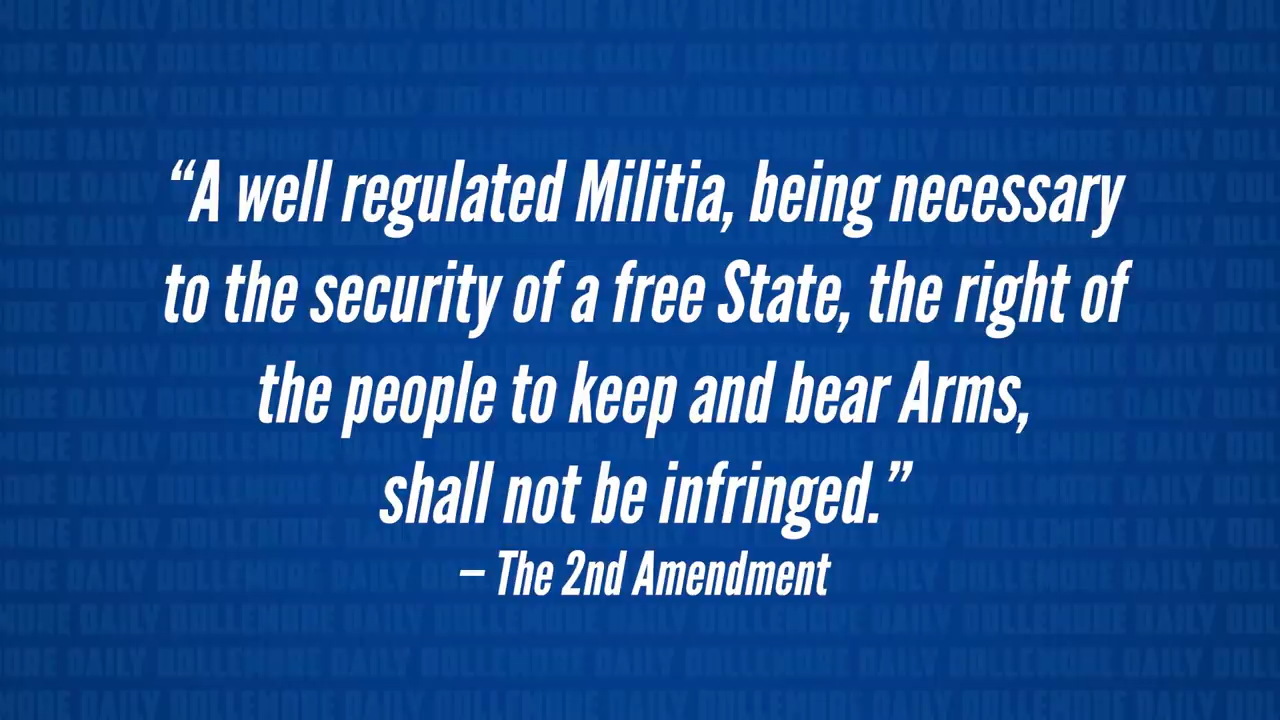 “A well regulated Militia, being necessary
to the security of a free State, the right of
the people to keep and bear Arms,
shall not be infringed.”
– The 2nd Amendment